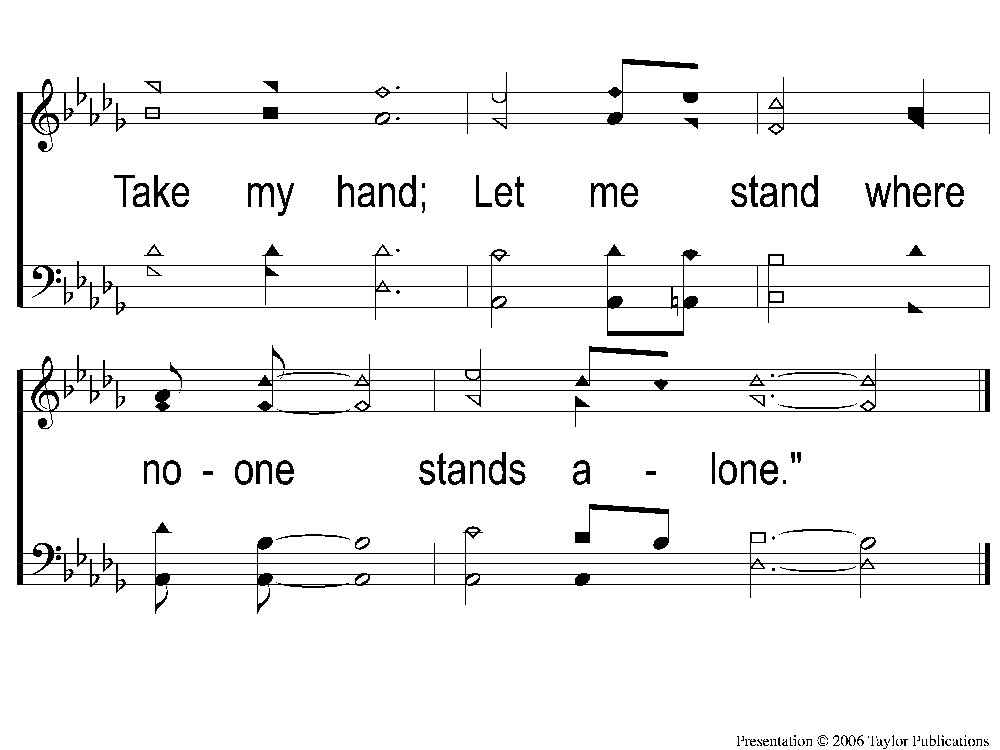 Take my hand; Let me stand where
no - one stands a - lone."
Presentation © 2006 Taylor Publications